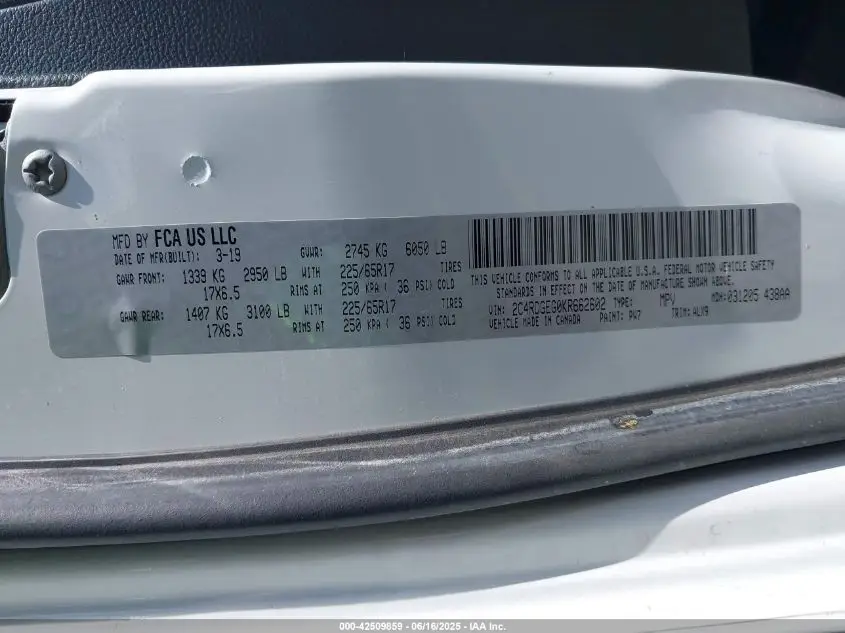 MFD BY FCA US LLC
DATE OF MFR(BUILT): 3-19 GVWR: 2745 KG 6050 LB
GAWR FRONT: 1339 KG 2950 LB WITH 225/65R17 TIRES
17X6.5 RIMS AT 250 KPA ( 36 PSI) COLD
GAWR REAR: 1407 KG 3100 LB WITH 225/65R17 TIRES
17X6.5 RIMS AT 250 KPA ( 36 PSI) COLD
THIS VEHICLE CONFORMS TO ALL APPLICABLE U.S.A. FEDERAL MOTOR VEHICLE SAFETY
STANDARDS IN EFFECT ON THE DATE OF MANUFACTURE SHOWN ABOVE.
VIN: 2C4RDGEG0KR662602 TYPE: MPV MDH: 031205 438AA
VEHICLE MADE IN CANADA PAINT: PW7 TRIM: ALX9
000-42509859 - 06/16/2025 - IAA Inc.